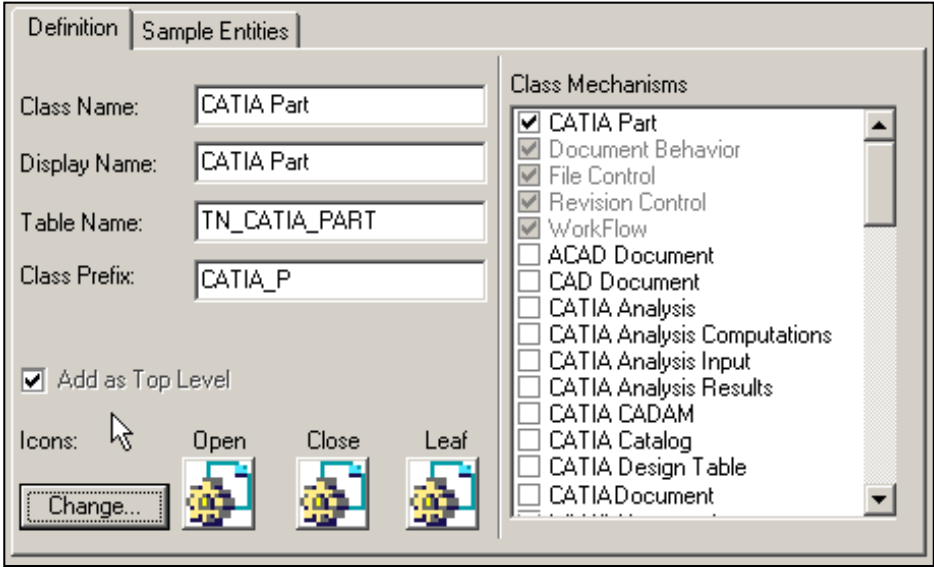 Definition
Sample Entities
Class Name:
CATIA Part
Display Name:
CATIA Part
Table Name:
TN_CATIA_PART
Class Prefix:
CATIA_P
Add as Top Level
Icons:
Open
Close
Leaf
Change...
Class Mechanisms
CATIA Part
Document Behavior
File Control
Revision Control
WorkFlow
ACAD Document
CAD Document
CATIA Analysis
CATIA Analysis Computations
CATIA Analysis Input
CATIA Analysis Results
CATIA CADAM
CATIA Catalog
CATIA Design Table
CATIADocument